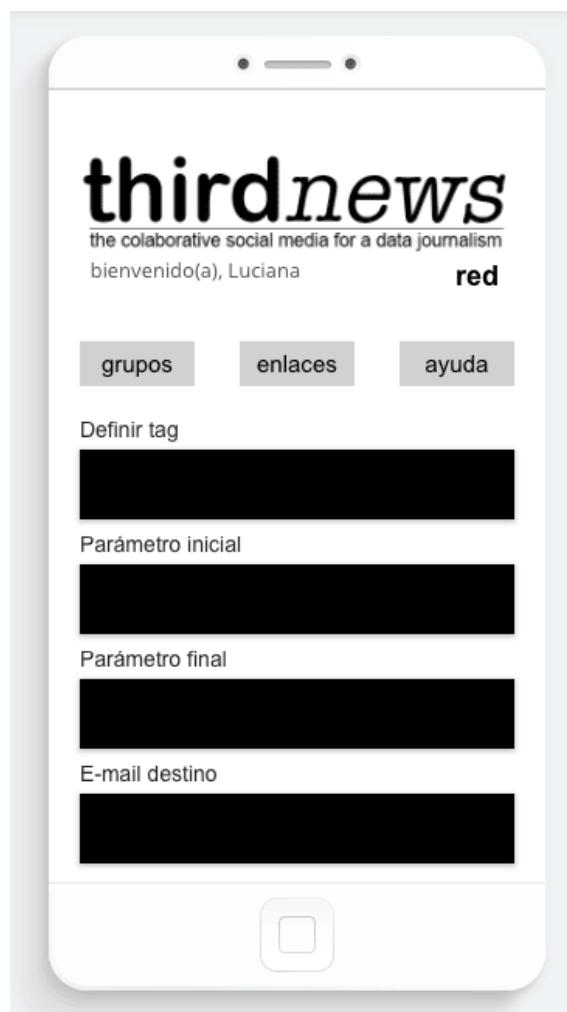 thirdnews
the colaborative social media for a data journalism
bienvenido(a), Luciana red
grupos enlaces ayuda
Definir tag
Parámetro inicial
Parámetro final
E-mail destino